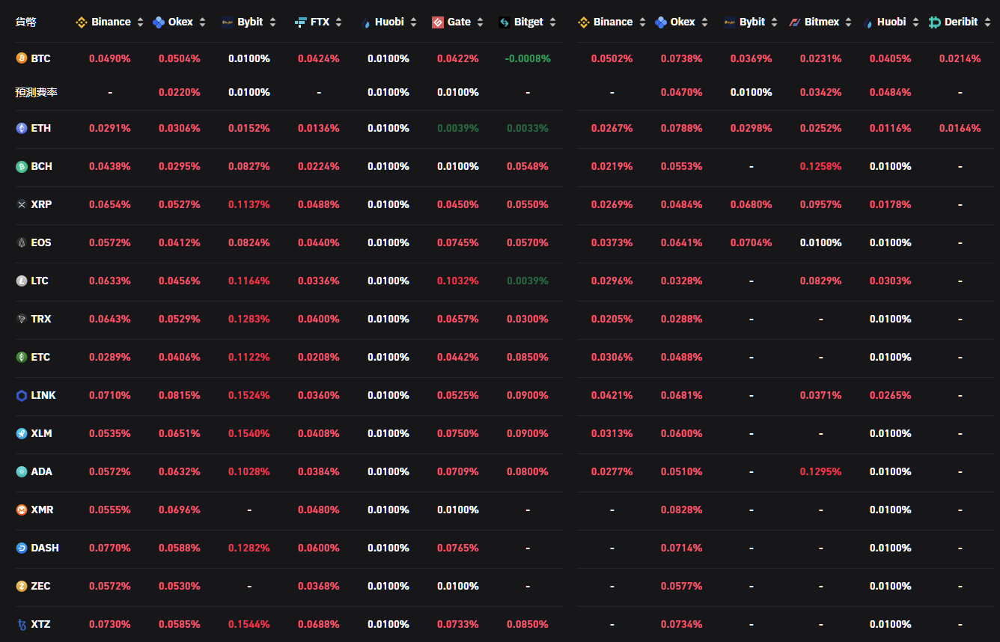 貨幣 Binance Okex Bybit FTX Huobi Gate Bitget Binance Okex Bybit Bitmex Huobi Deribit
BTC 0.0490% 0.0504% 0.0100% 0.0424% 0.0100% 0.0422% -0.0008% 0.0502% 0.0738% 0.0369% 0.0231% 0.0405% 0.0214%
預測費率 - 0.0220% 0.0100% - 0.0100% 0.0100% - - 0.0470% 0.0100% 0.0342% 0.0484% -
ETH 0.0291% 0.0306% 0.0152% 0.0136% 0.0100% 0.0039% 0.0033% 0.0267% 0.0788% 0.0298% 0.0252% 0.0116% 0.0164%
BCH 0.0438% 0.0295% 0.0827% 0.0224% 0.0100% 0.0100% 0.0548% 0.0219% 0.0553% - 0.1258% 0.0100% -
XRP 0.0654% 0.0527% 0.1137% 0.0488% 0.0100% 0.0450% 0.0550% 0.0269% 0.0484% 0.0680% 0.0957% 0.0178% -
EOS 0.0572% 0.0412% 0.0824% 0.0440% 0.0100% 0.0745% 0.0570% 0.0373% 0.0641% 0.0704% 0.0100% 0.0100% -
LTC 0.0633% 0.0456% 0.1164% 0.0336% 0.0100% 0.1032% 0.0039% 0.0296% 0.0328% - 0.0829% 0.0303% -
TRX 0.0643% 0.0529% 0.1283% 0.0400% 0.0100% 0.0657% 0.0300% 0.0205% 0.0288% - - 0.0100% -
ETC 0.0289% 0.0406% 0.1122% 0.0208% 0.0100% 0.0442% 0.0850% 0.0306% 0.0488% - - 0.0100% -
LINK 0.0710% 0.0815% 0.1524% 0.0360% 0.0100% 0.0525% 0.0900% 0.0421% 0.0681% - 0.0371% 0.0265% -
XLM 0.0535% 0.0651% 0.1540% 0.0408% 0.0100% 0.0750% 0.0900% 0.0313% 0.0600% - - 0.0100% -
ADA 0.0572% 0.0632% 0.1028% 0.0384% 0.0100% 0.0709% 0.0800% 0.0277% 0.0510% - 0.1295% 0.0100% -
XMR 0.0555% 0.0696% - 0.0480% 0.0100% 0.0100% - - 0.0828% - - 0.0100% -
DASH 0.0770% 0.0588% 0.1282% 0.0600% 0.0100% 0.0765% - - 0.0714% - - 0.0100% -
ZEC 0.0572% 0.0530% - 0.0368% 0.0100% 0.0100% - - 0.0577% - - 0.0100% -
XTZ 0.0730% 0.0585% 0.1544% 0.0688% 0.0100% 0.0733% 0.0850% - 0.0734% - - 0.0100% -